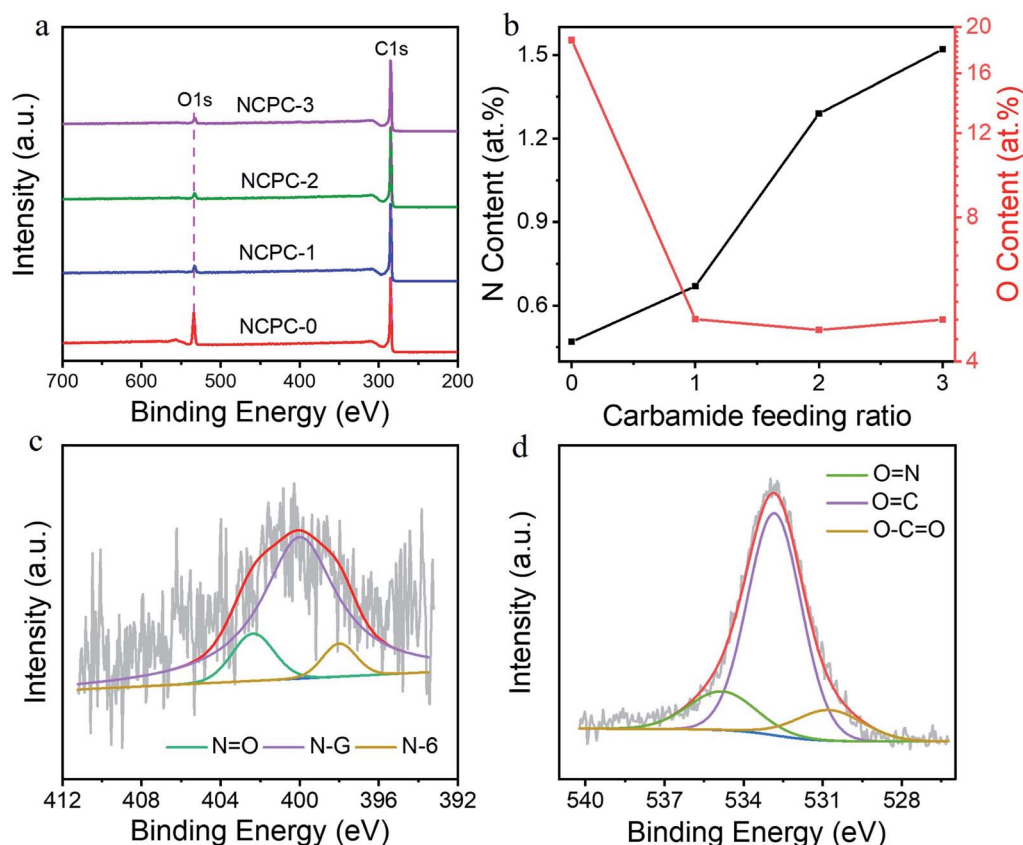 a
C1s
O1s
NCPC-3
NCPC-2
NCPC-1
NCPC-0
Intensity (a.u.)
700 600 500 400 300 200
Binding Energy (eV)
b
1.5
1.2
0.9
0.6
N Content (at.%)
20
16
12
8
4
O Content (at.%)
0 1 2 3
Carbamide feeding ratio
c
Intensity (a.u.)
N=O N-G N-6
412 408 404 400 396 392
Binding Energy (eV)
d
O=N
O=C
O-C=O
Intensity (a.u.)
540 537 534 531 528
Binding Energy (eV)